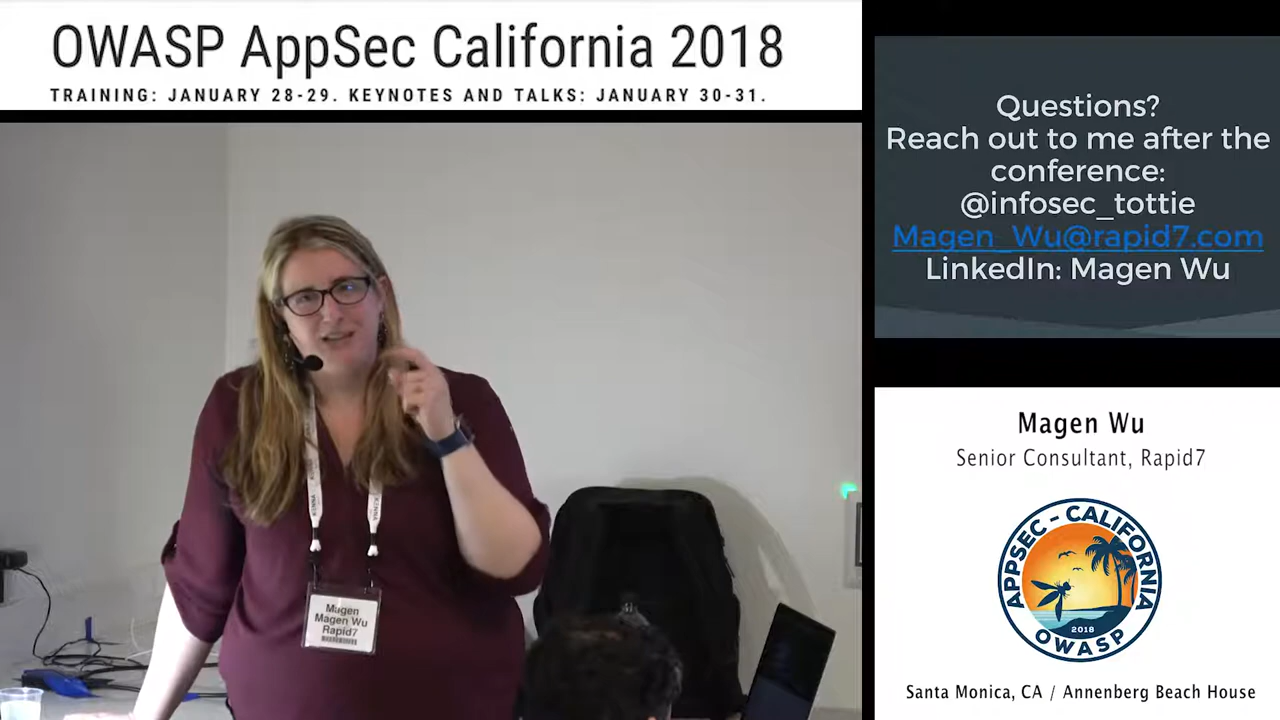 OWASP AppSec California 2018
TRAINING: JANUARY 28-29. KEYNOTES AND TALKS: JANUARY 30-31.
Questions?
Reach out to me after the
conference:
@infosec_tottie
Magen_Wu@rapid7.com
LinkedIn: Magen Wu
Magen
Magen Wu
Rapid7
Magen Wu
Senior Consultant, Rapid7
APPSEC - CALIFORNIA
2018
OWASP
Santa Monica, CA / Annenberg Beach House